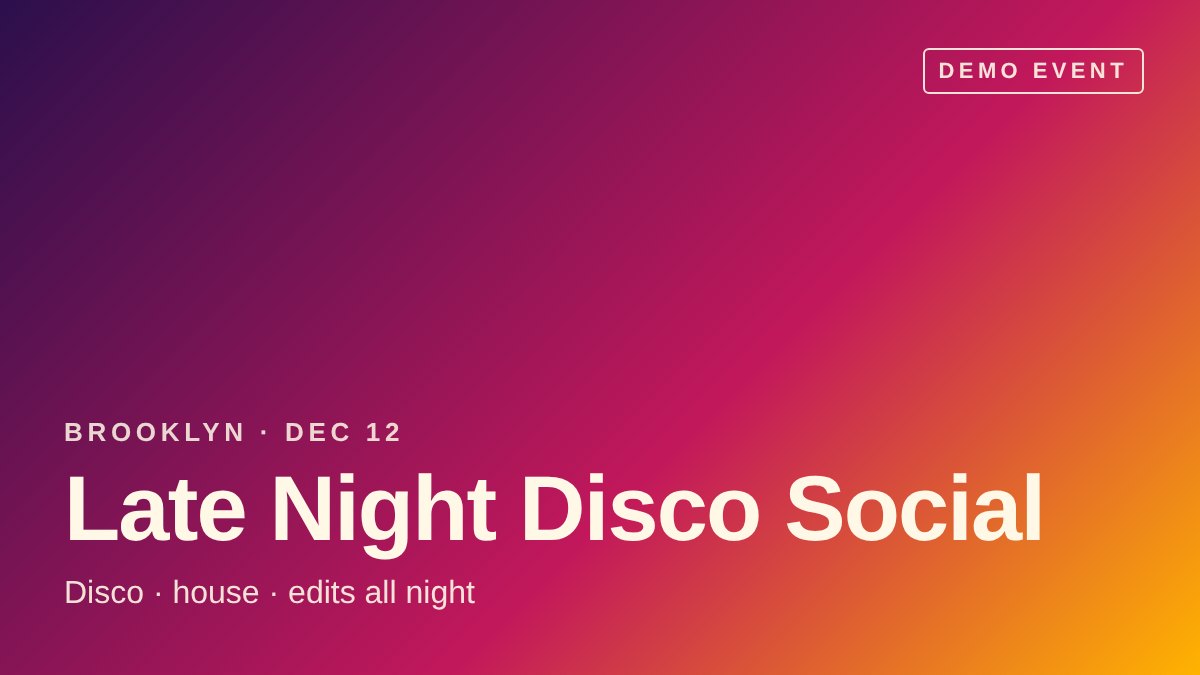 DEMO EVENT
BROOKLYN · DEC 12
Late Night Disco Social
Disco · house · edits all night